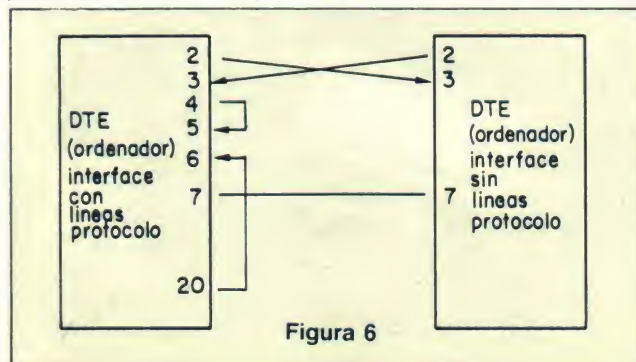 2
3
4
5
6
7
20
DTE
(ordenador)
interface
con
lineas
protocolo
2
3
7
DTE
(ordenador)
interface
sin
lineas
protocolo
Figura 6